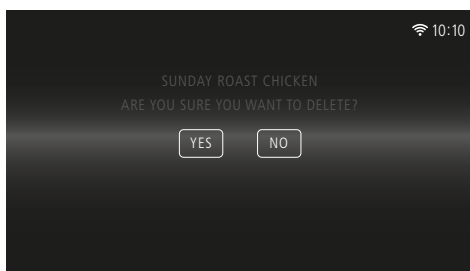 10:10
SUNDAY ROAST CHICKEN
ARE YOU SURE YOU WANT TO DELETE?
YES NO